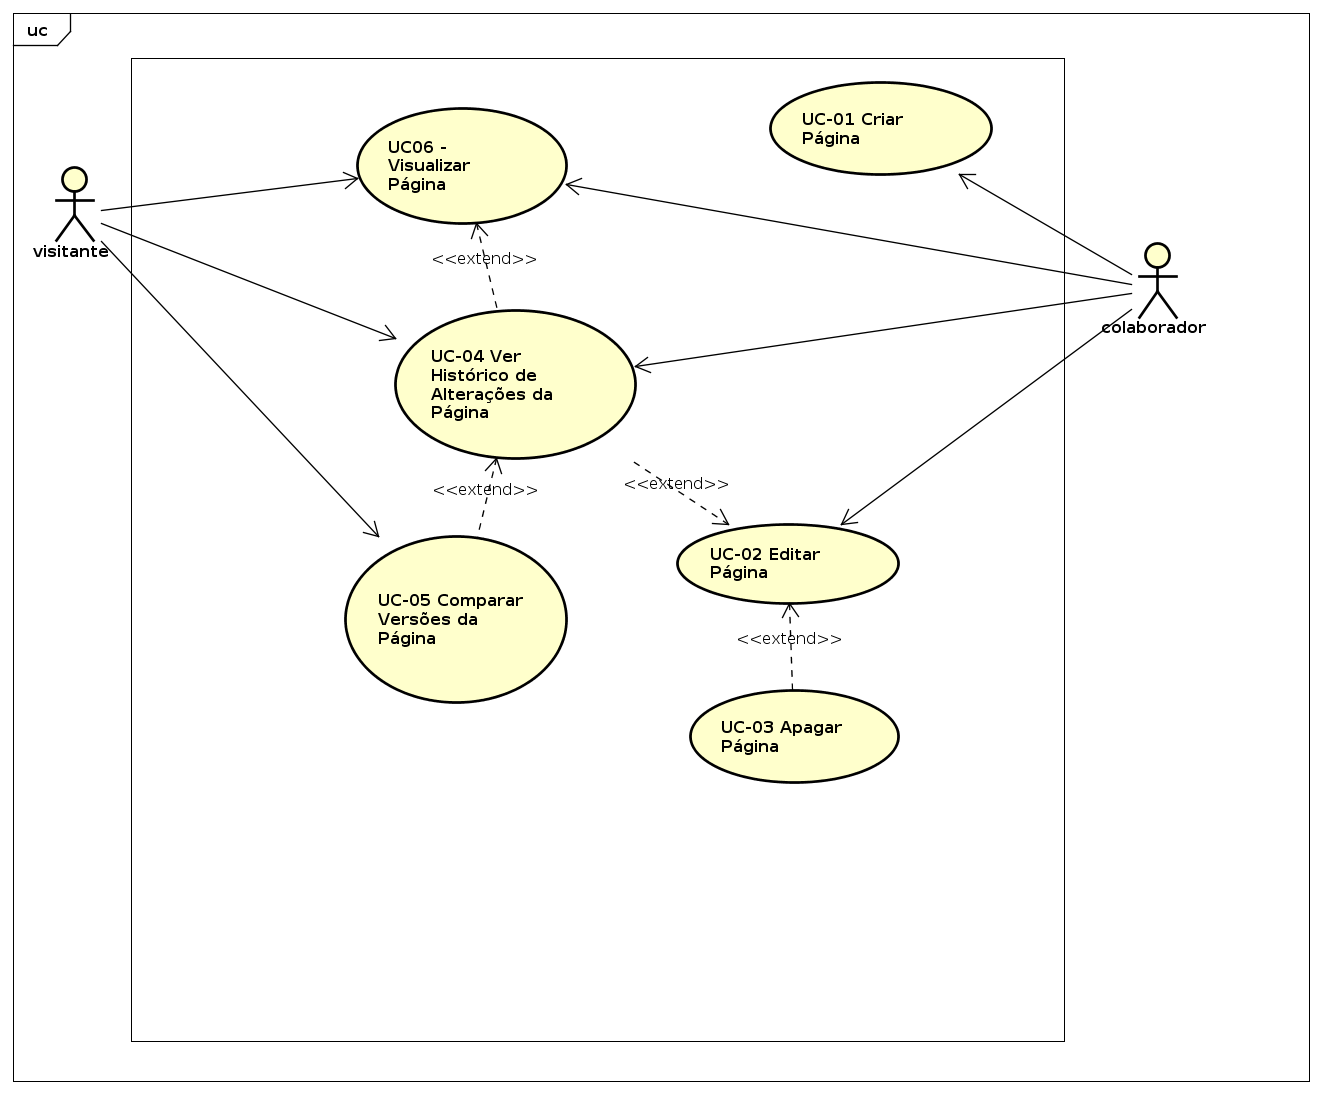 uc
UC-01 Criar
Página
UC06 -
Visualizar
Página
visitante
<<extend>>
colaborador
UC-04 Ver
Histórico de
Alterações da
Página
<<extend>>
<<extend>>
UC-02 Editar
Página
UC-05 Comparar
Versões da
Página
<<extend>>
UC-03 Apagar
Página